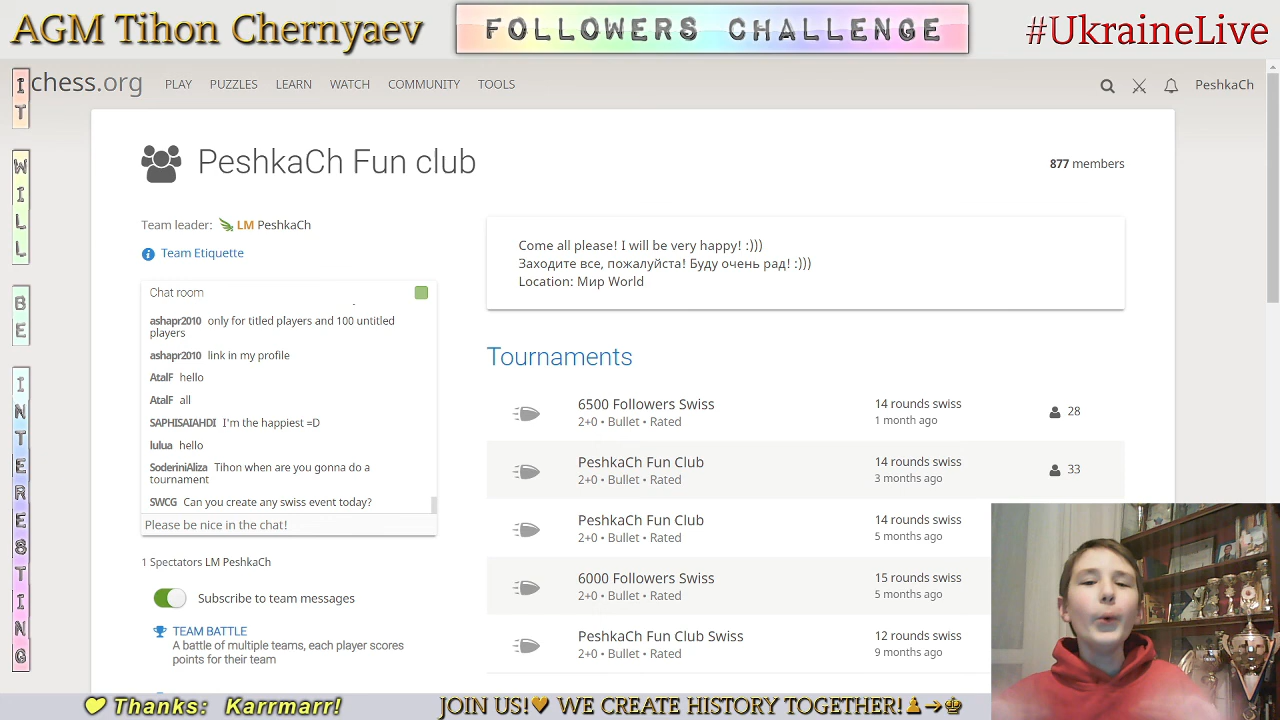 AGM Tihon Chernyaev
FOLLOWERS CHALLENGE
#UkraineLive
IT
WILL
BE
INTERESTING
chess.org
PLAY PUZZLES LEARN WATCH COMMUNITY TOOLS
PeshkaCh
PeshkaCh Fun club
877 members
Team leader: LM PeshkaCh
Team Etiquette
Come all please! I will be very happy! :)))
Заходите все, пожалуйста! Буду очень рад! :)))
Location: Мир World
Chat room
ashapr2010 only for titled players and 100 untitled
players
ashapr2010 link in my profile
AtalF hello
AtalF all
SAPHISAIAHDI I'm the happiest =D
lulua hello
SoderiniAliza Tihon when are you gonna do a
tournament
SWCG Can you create any swiss event today?
Please be nice in the chat!
1 Spectators LM PeshkaCh
Subscribe to team messages
TEAM BATTLE
A battle of multiple teams, each player scores
points for their team
Tournaments
6500 Followers Swiss 14 rounds swiss 28
2+0 • Bullet • Rated 1 month ago
PeshkaCh Fun Club 14 rounds swiss 33
2+0 • Bullet • Rated 3 months ago
PeshkaCh Fun Club 14 rounds swiss
2+0 • Bullet • Rated 5 months ago
6000 Followers Swiss 15 rounds swiss
2+0 • Bullet • Rated 5 months ago
PeshkaCh Fun Club Swiss 12 rounds swiss
2+0 • Bullet • Rated 9 months ago
Thanks: Karrmarr!
JOIN US! WE CREATE HISTORY TOGETHER!